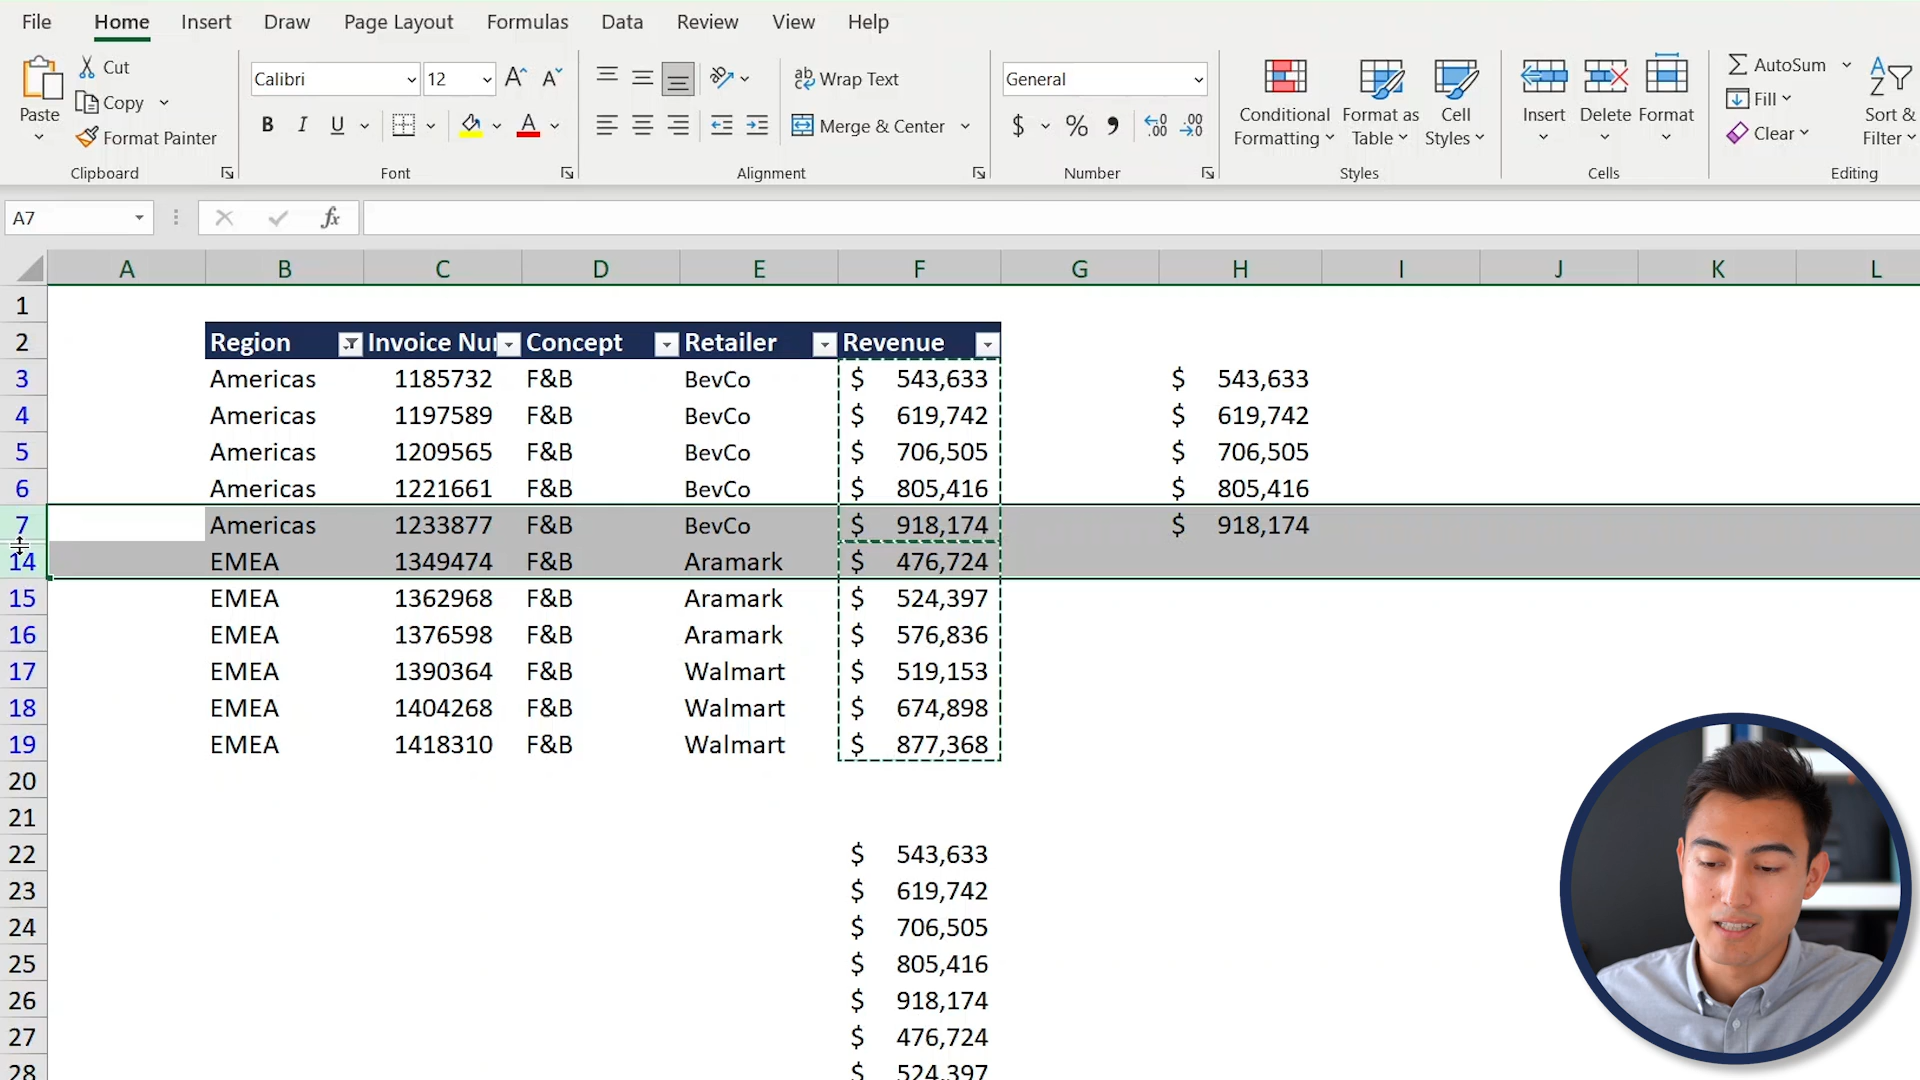 File Home Insert Draw Page Layout Formulas Data Review View Help
Paste Cut Copy Format Painter Clipboard
Calibri 12 A A B I U A Font
ab Wrap Text Merge & Center Alignment
General $ % , .00 .00 Number
Conditional Formatting Format as Table Cell Styles Styles
Insert Delete Format Cells
AutoSum Fill Clear Sort & Filter Editing
A7 fx
A B C D E F G H I J K L
1
2 Region Invoice Nu Concept Retailer Revenue
3 Americas 1185732 F&B BevCo $ 543,633 $ 543,633
4 Americas 1197589 F&B BevCo $ 619,742 $ 619,742
5 Americas 1209565 F&B BevCo $ 706,505 $ 706,505
6 Americas 1221661 F&B BevCo $ 805,416 $ 805,416
7 Americas 1233877 F&B BevCo $ 918,174 $ 918,174
14 EMEA 1349474 F&B Aramark $ 476,724
15 EMEA 1362968 F&B Aramark $ 524,397
16 EMEA 1376598 F&B Aramark $ 576,836
17 EMEA 1390364 F&B Walmart $ 519,153
18 EMEA 1404268 F&B Walmart $ 674,898
19 EMEA 1418310 F&B Walmart $ 877,368
20
21
22 $ 543,633
23 $ 619,742
24 $ 706,505
25 $ 805,416
26 $ 918,174
27 $ 476,724
28 $ 524,397